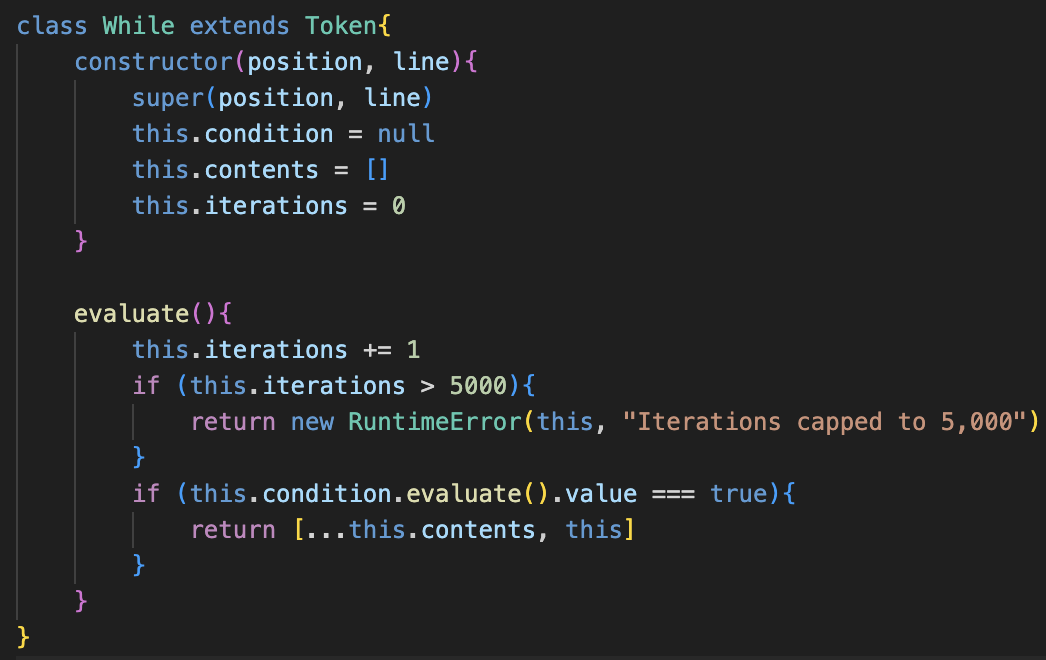 class While extends Token{
    constructor(position, line){
        super(position, line)
        this.condition = null
        this.contents = []
        this.iterations = 0
    }

    evaluate(){
        this.iterations += 1
        if (this.iterations > 5000){
            return new RuntimeError(this, "Iterations capped to 5,000")
        }
        if (this.condition.evaluate().value === true){
            return [...this.contents, this]
        }
    }
}